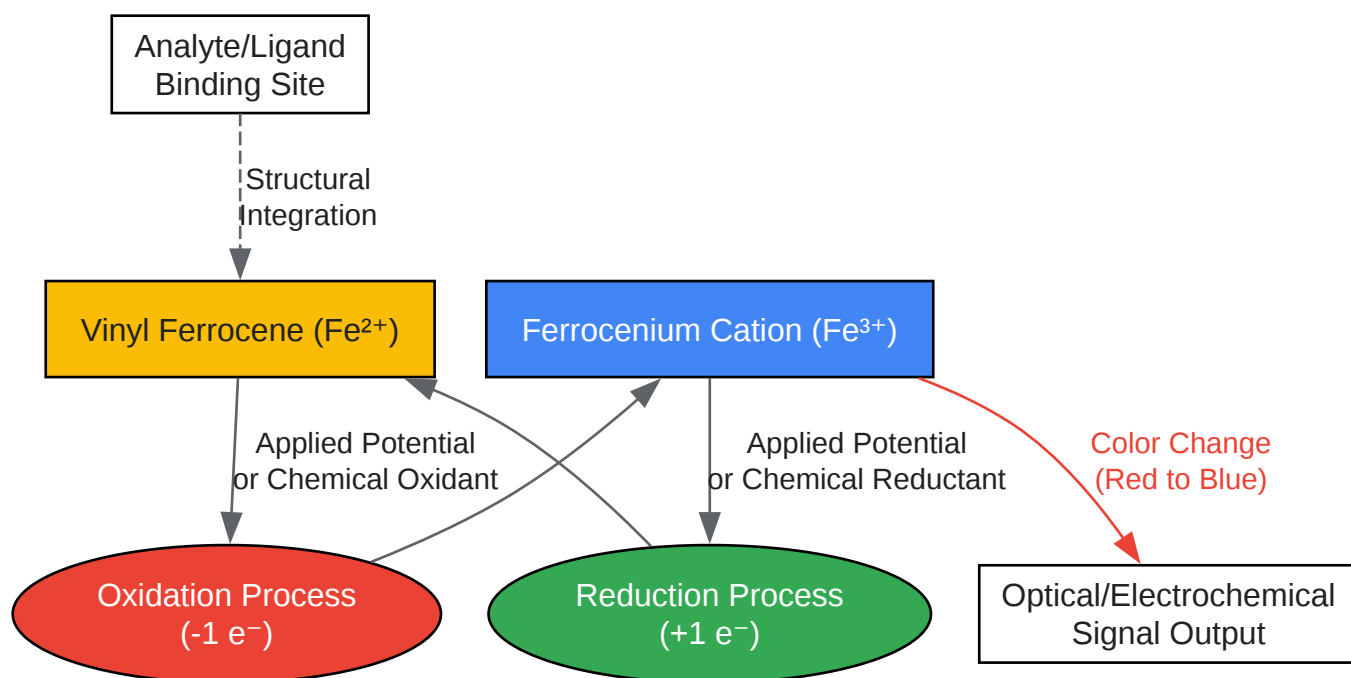 Analyte/Ligand
Binding Site
Structural
Integration
Vinyl Ferrocene (Fe²⁺)
Ferrocenium Cation (Fe³⁺)
Applied Potential
or Chemical Oxidant
Applied Potential
or Chemical Reductant
Color Change
(Red to Blue)
Oxidation Process
(-1 e⁻)
Reduction Process
(+1 e⁻)
Optical/Electrochemical
Signal Output